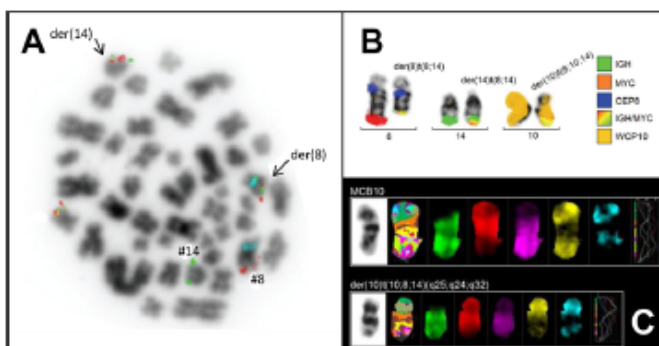 A
der(14)
der(8)
#14
#8
B
der(8)t(8;14)
der(14)t(8;14)
der(10)t(8;10;14)
8
14
10
IGH
MYC
CEP8
IGH/MYC
WCP10
MCB10
der(10)t(10;8;14)(q25;q24;q32)
C